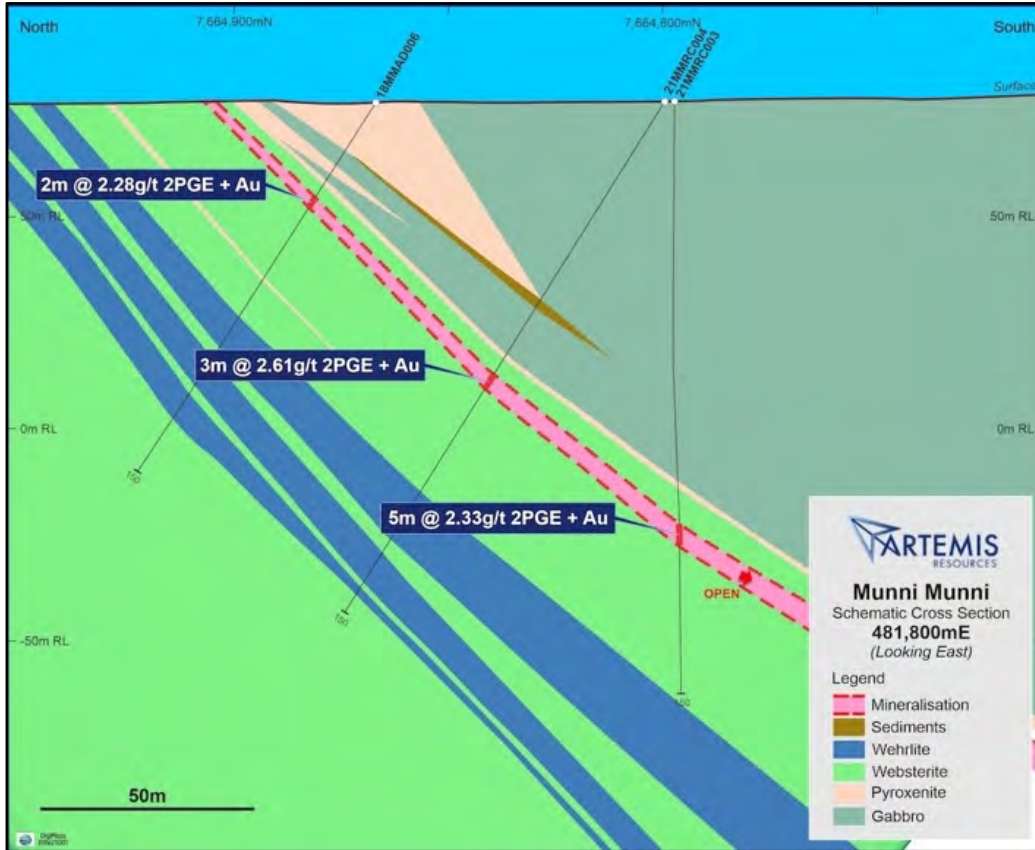 North
7,664,900mN
7,664,800mN
South
18MMAD006
21MMRC004
21MMRC003
Surface
2m @ 2.28g/t 2PGE + Au
50m RL
50m RL
3m @ 2.61g/t 2PGE + Au
0m RL
0m RL
150
5m @ 2.33g/t 2PGE + Au
OPEN
150
-50m RL
150
50m
ARTEMIS
RESOURCES
Munni Munni
Schematic Cross Section
481,800mE
(Looking East)
Legend
Mineralisation
Sediments
Wehrlite
Websterite
Pyroxenite
Gabbro